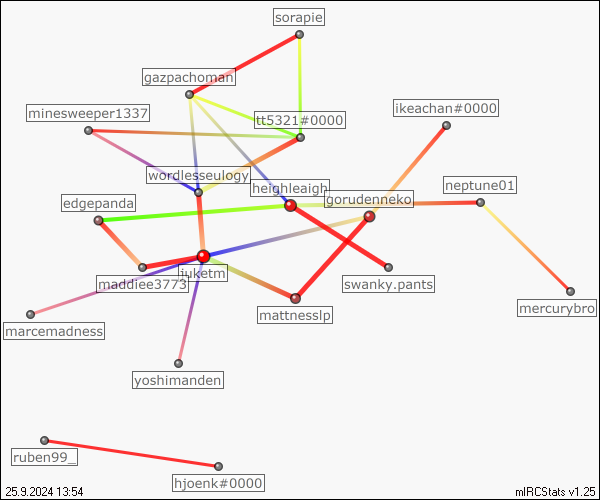 sorapie
gazpachoman
minesweeper1337
ikeachan#0000
tt5321#0000
wordlesseulogy
heighleaigh
neptune01
edgepanda
gorudenneko
maddiee3773
juketm
swanky.pants
marcemadness
mattnesslp
mercurybro
yoshimanden
ruben99_
hjoenk#0000
25.9.2024 13:54
mIRCStats v1.25